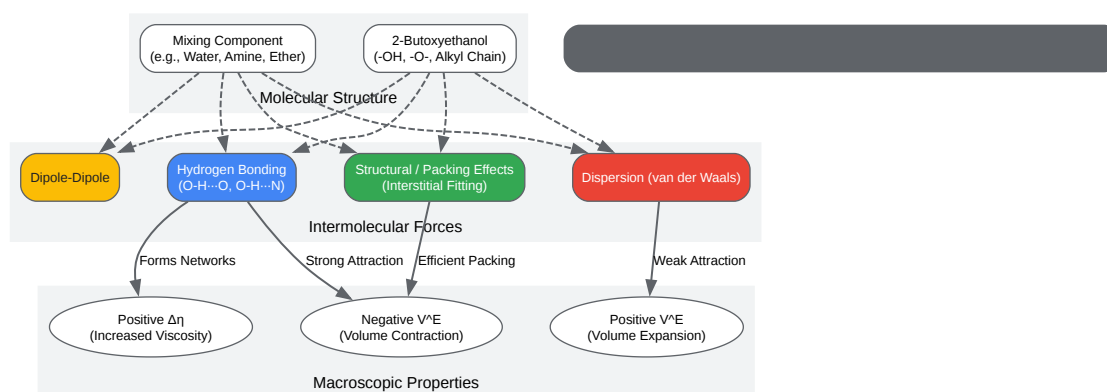 Mixing Component
(e.g., Water, Amine, Ether)
2-Butoxyethanol
(-OH, -O-, Alkyl Chain)
Molecular Structure
Dipole-Dipole
Hydrogen Bonding
(O-H···O, O-H···N)
Structural / Packing Effects
(Interstitial Fitting)
Dispersion (van der Waals)
Intermolecular Forces
Forms Networks
Strong Attraction
Efficient Packing
Weak Attraction
Positive Δη
(Increased Viscosity)
Negative V^E
(Volume Contraction)
Positive V^E
(Volume Expansion)
Macroscopic Properties